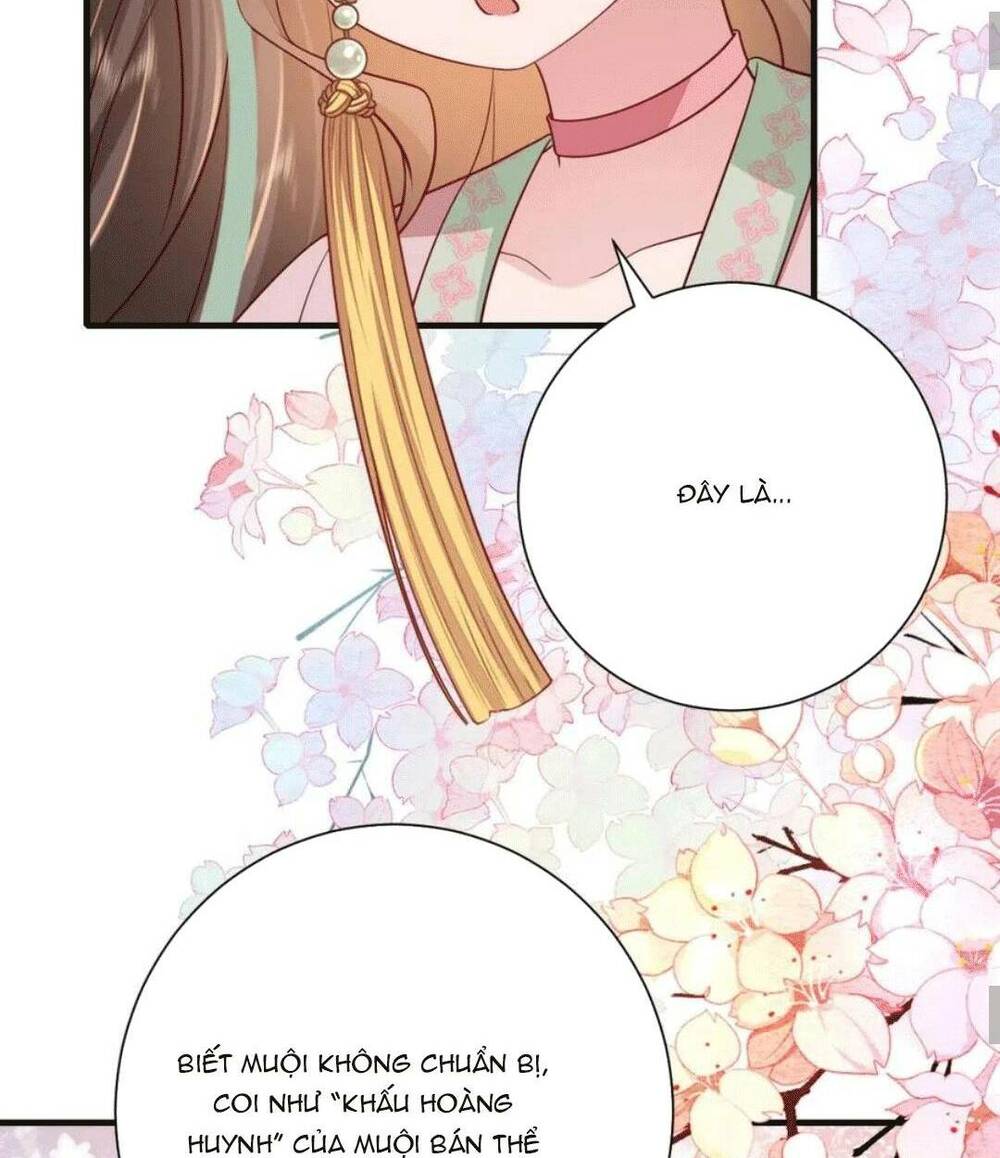 ĐÂY LÀ...
BIẾT MUỘI KHÔNG CHUẨN BỊ,
COI NHƯ "KHẤU HOÀNG
HUYNH" CỦA MUỘI BÁN THỂ